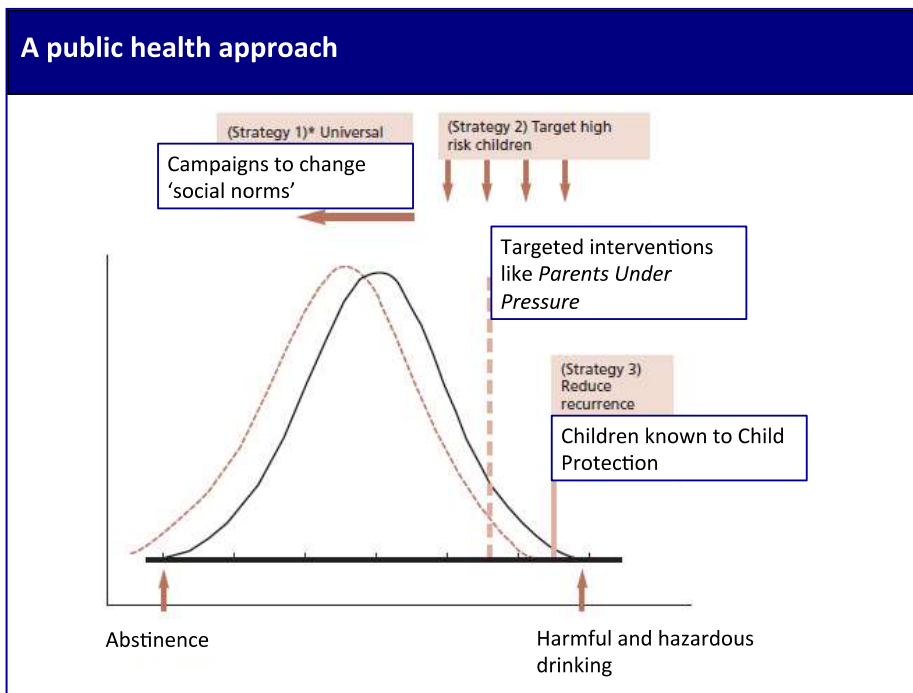 A public health approach
(Strategy 1)* Universal
Campaigns to change
‘social norms’
(Strategy 2) Target high
risk children
Targeted interventions
like Parents Under
Pressure
(Strategy 3)
Reduce
recurrence
Children known to Child
Protection
Abstinence
Harmful and hazardous
drinking